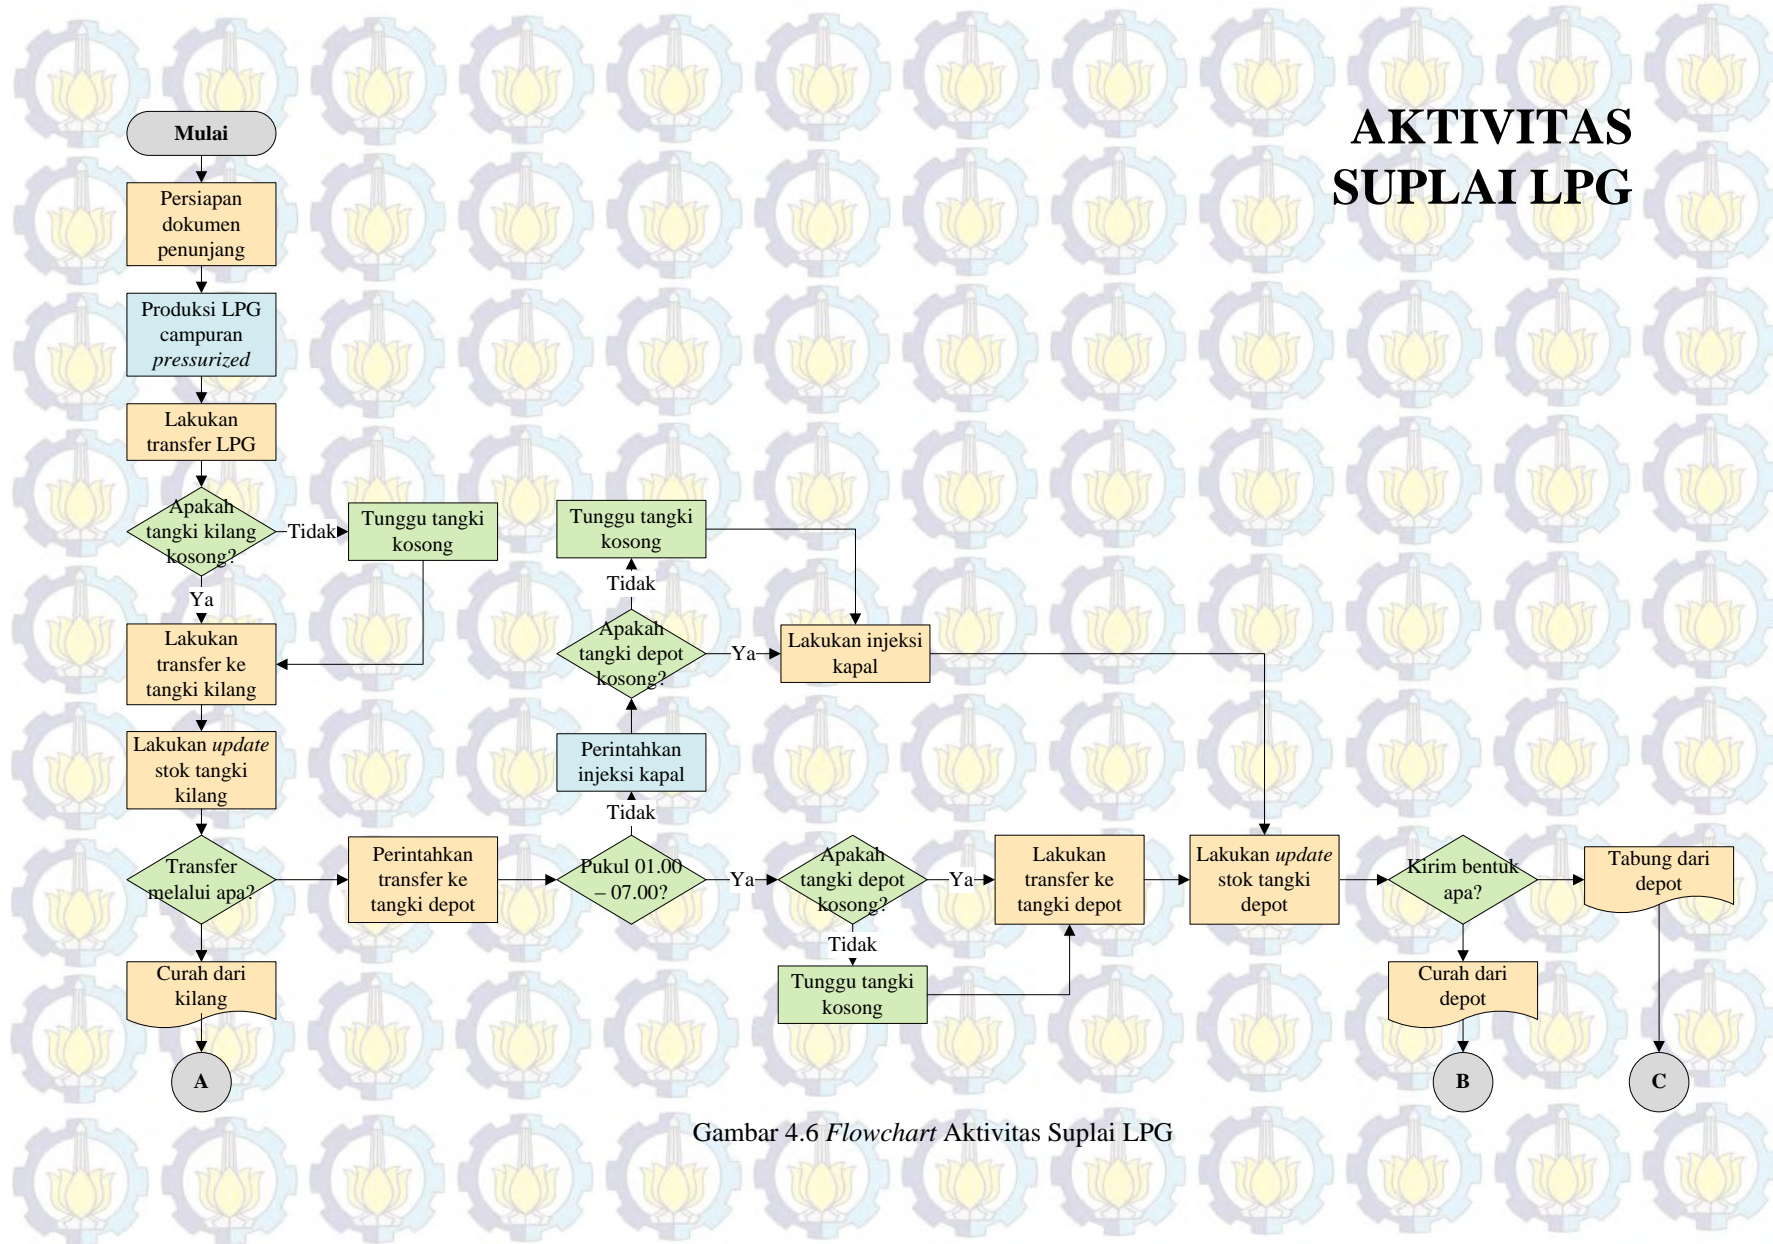 AKTIVITAS
SUPLAI LPG
Mulai
Persiapan
dokumen
penunjang
Produksi LPG
campuran
pressurized
Lakukan
transfer LPG
Apakah
tangki kilang
kosong?
Tidak
Tunggu tangki
kosong
Ya
Lakukan
transfer ke
tangki kilang
Lakukan update
stok tangki
kilang
Transfer
melalui apa?
Curah dari
kilang
A
Perintahkan
transfer ke
tangki depot
Pukul 01.00
– 07.00?
Tidak
Perintahkan
injeksi kapal
Apakah
tangki depot
kosong?
Tidak
Tunggu tangki
kosong
Ya
Lakukan injeksi
kapal
Ya
Apakah
tangki depot
kosong?
Tidak
Tunggu tangki
kosong
Ya
Lakukan
transfer ke
tangki depot
Lakukan update
stok tangki
depot
Kirim bentuk
apa?
Curah dari
depot
B
Tabung dari
depot
C
Gambar 4.6 Flowchart Aktivitas Suplai LPG